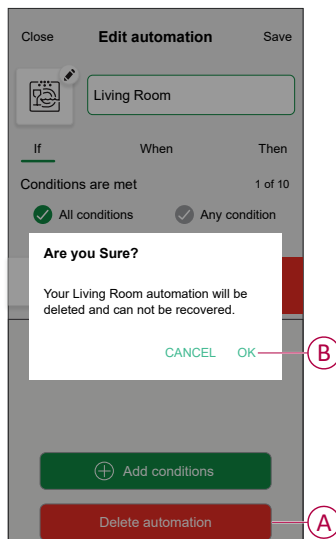 Close Edit automation Save
Living Room
If When Then
Conditions are met 1 of 10
All conditions Any condition
Are you Sure?
Your Living Room automation will be
deleted and can not be recovered.
CANCEL OK
B
Add conditions
Delete automation
A